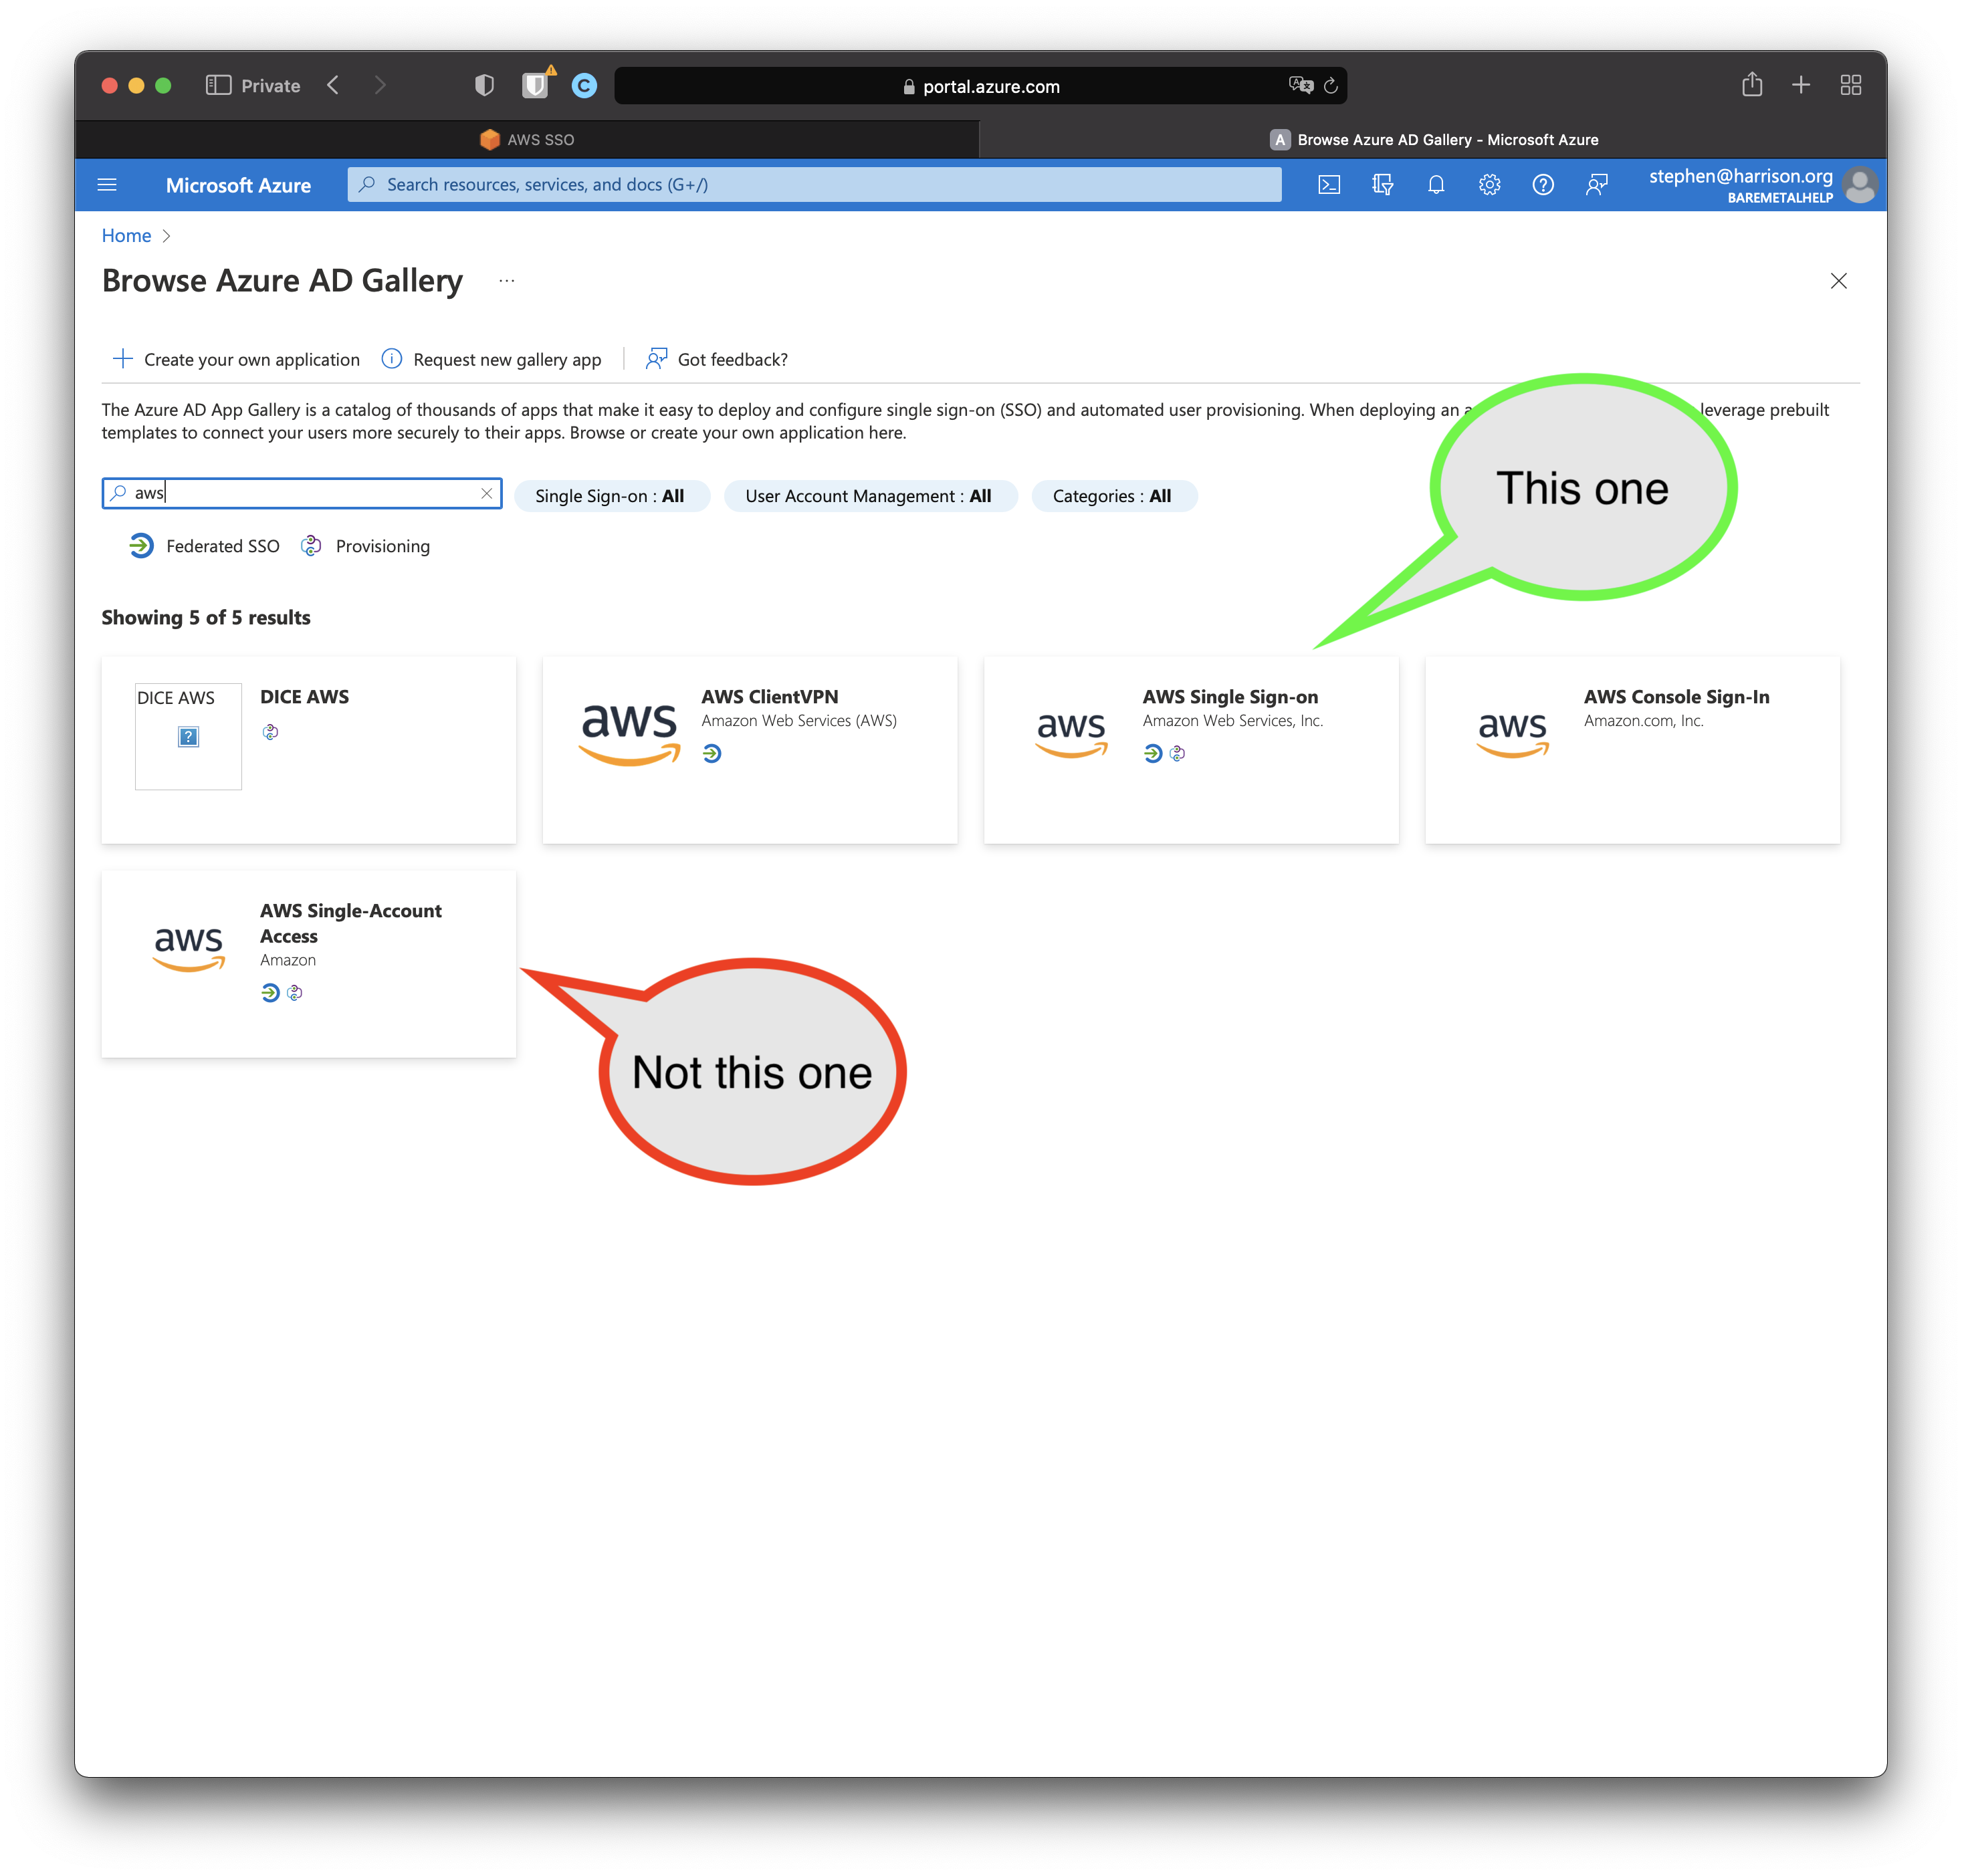 Private
portal.azure.com
AWS SSO
A Browse Azure AD Gallery - Microsoft Azure
Microsoft Azure
Search resources, services, and docs (G+/)
stephen@harrison.org
BAREMETALHELP
Home
Browse Azure AD Gallery ...
Create your own application
Request new gallery app
Got feedback?
The Azure AD App Gallery is a catalog of thousands of apps that make it easy to deploy and configure single sign-on (SSO) and automated user provisioning. When deploying an leverage prebuilt
templates to connect your users more securely to their apps. Browse or create your own application here.
This one
aws
Single Sign-on : All
User Account Management : All
Categories : All
Federated SSO
Provisioning
Showing 5 of 5 results
DICE AWS
DICE AWS
aws
AWS ClientVPN
Amazon Web Services (AWS)
aws
AWS Single Sign-on
Amazon Web Services, Inc.
aws
AWS Console Sign-In
Amazon.com, Inc.
aws
AWS Single-Account
Access
Amazon
Not this one